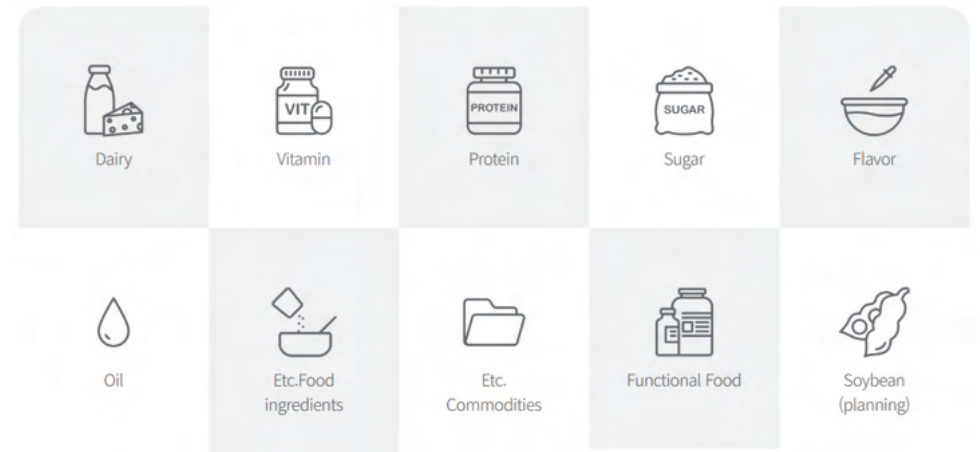 VIT
PROTEIN
SUGAR
Dairy
Vitamin
Protein
Sugar
Flavor
Oil
Etc.Food
ingredients
Etc.
Commodities
Functional Food
Soybean
(planning)